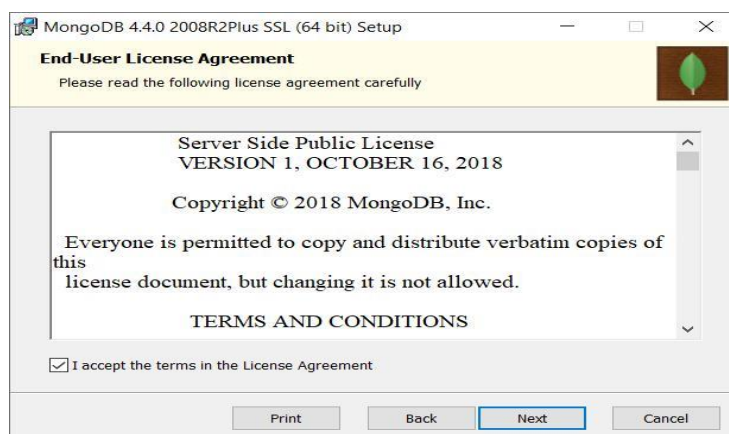 MongoDB 4.4.0 2008R2Plus SSL (64 bit) Setup
End-User License Agreement
Please read the following license agreement carefully
Server Side Public License
VERSION 1, OCTOBER 16, 2018
Copyright © 2018 MongoDB, Inc.
Everyone is permitted to copy and distribute verbatim copies of
this
license document, but changing it is not allowed.
TERMS AND CONDITIONS
I accept the terms in the License Agreement
Print Back Next Cancel